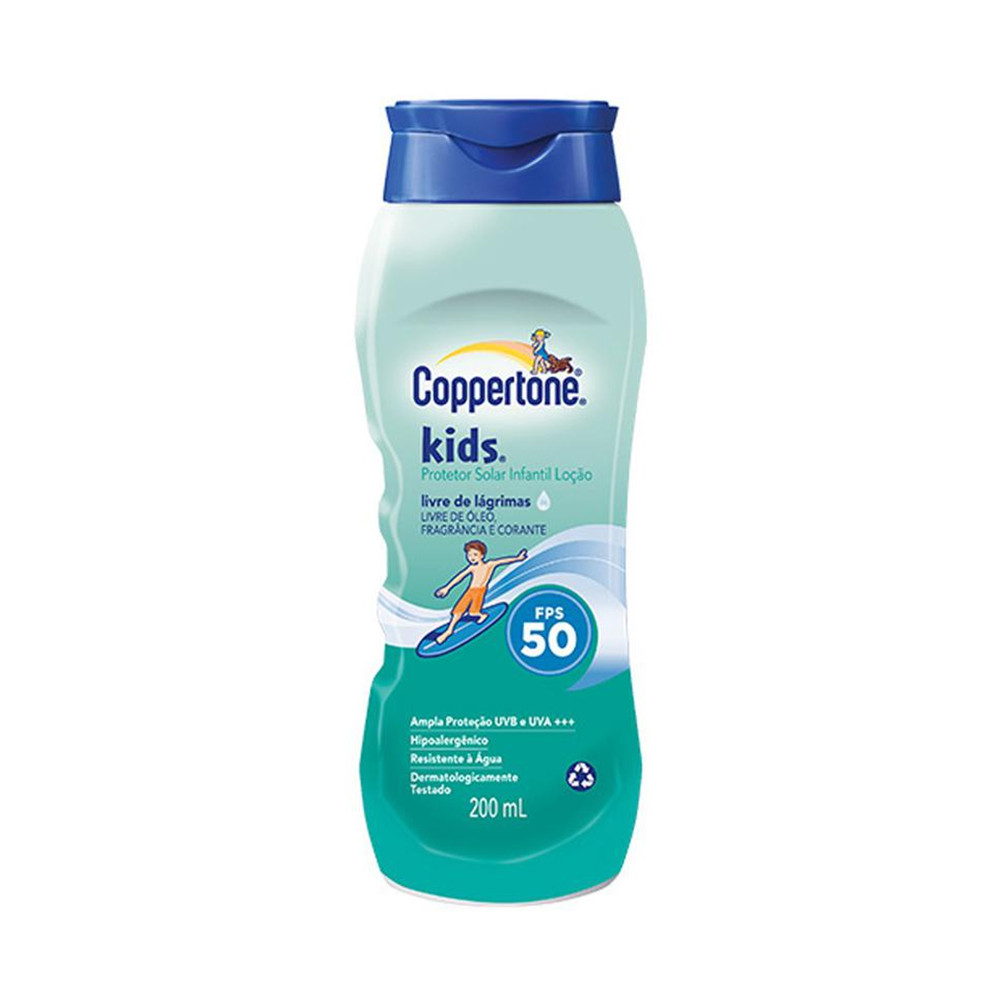 Coppertone®
kids®
Protetor Solar Infantil Loção
livre de lágrimas
LIVRE DE ÓLEO,
FRAGRÂNCIA E CORANTE
FPS
50
Ampla Proteção UVB e UVA +++
Hipoalergênico
Resistente à Água
Dermatologicamente
Testado
200 mL